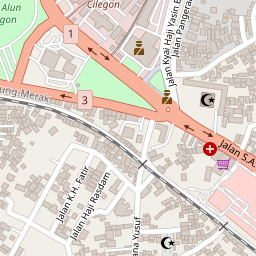 Cilegon
Alun
gon
1
Jalan Kyai Haji Yasin B
Jalan Pangera
ung-Merak
3
Jalan S.A.
Jalan K.H. Fatir
Jalan Haji Rasdam
ana Yusuf